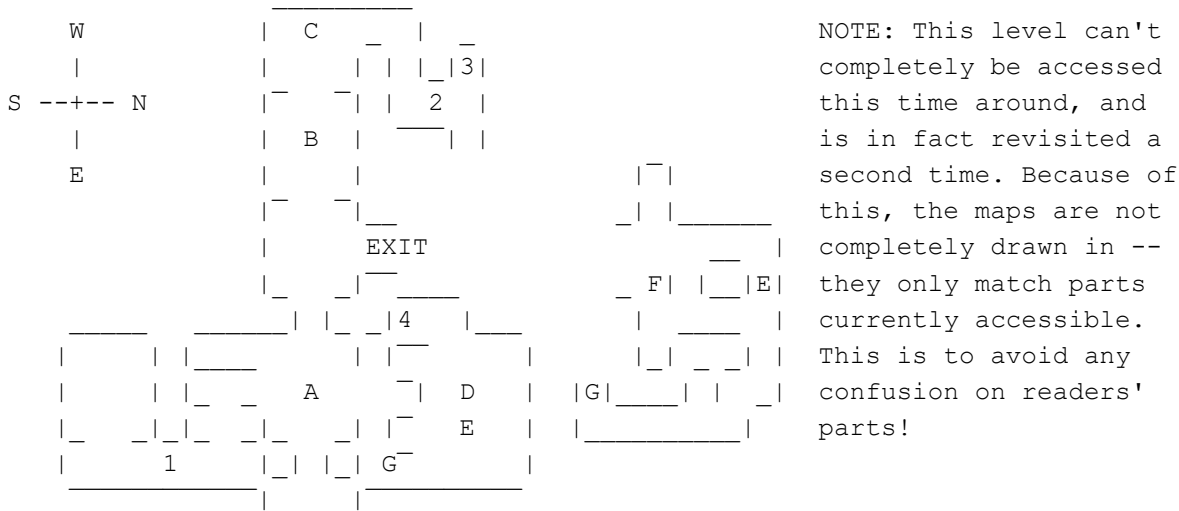 W C NOTE: This level can't
3 completely be accessed
S --+-- N 2 this time around, and
B is in fact revisited a
E second time. Because of
this, the maps are not
EXIT completely drawn in --
F E they only match parts
4 currently accessible.
This is to avoid any
A D G confusion on readers'
E parts!
1 G